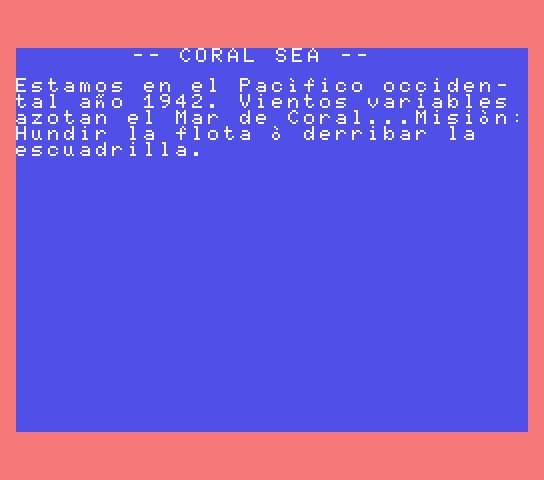 -- CORAL SEA --
Estamos en el Pacìfico occiden-
tal año 1942. Vientos variables
azotan el Mar de Coral...Misiòn:
Hundir la flota ò derribar la
escuadrilla.